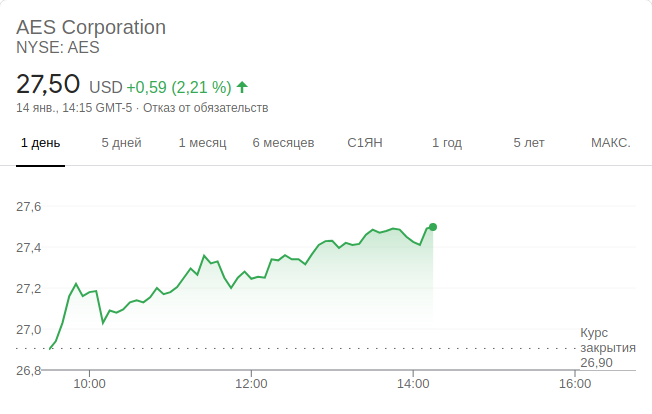 AES Corporation
NYSE: AES
27,50 USD +0,59 (2,21 %)
14 янв., 14:15 GMT-5 · Отказ от обязательств
1 день 5 дней 1 месяц 6 месяцев С1ЯН 1 год 5 лет МАКС.
27,6
27,4
27,2
27,0
Курс
закрытия
26,90
26,8
10:00 12:00 14:00 16:00